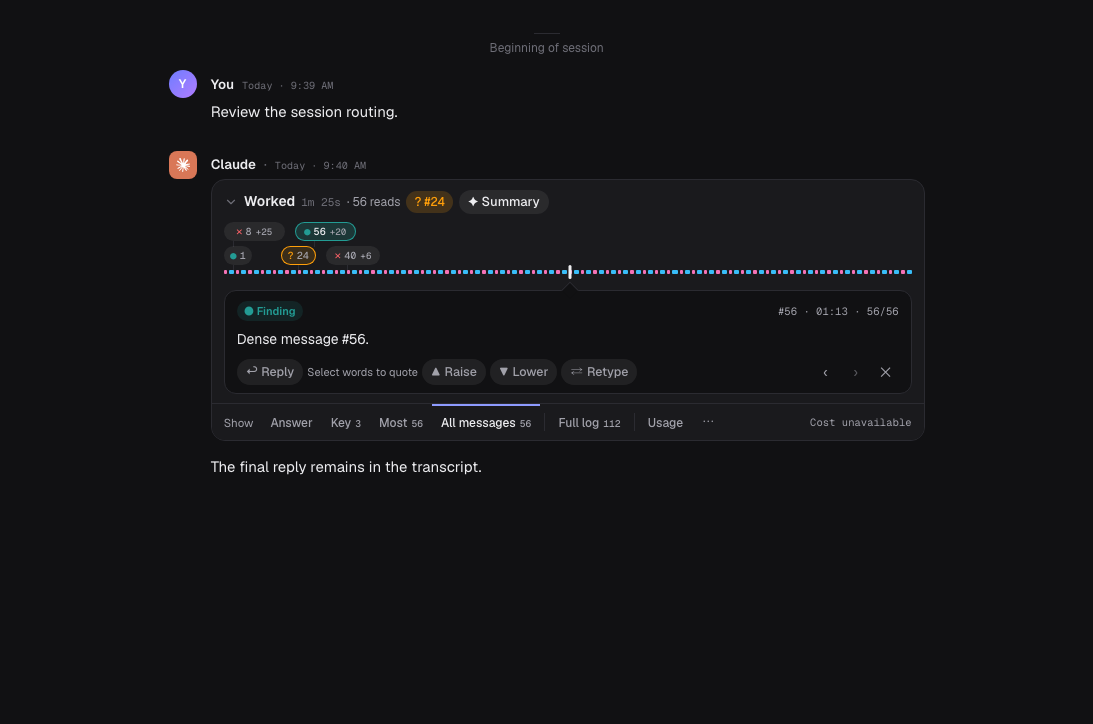 Beginning of session
Y You Today · 9:39 AM
Review the session routing.
Claude · Today · 9:40 AM
Worked 1m 25s · 56 reads ? #24 ✦ Summary
× 8 +25 ● 56 +20
● 1 ? 24 × 40 +6
Finding #56 · 01:13 · 56/56
Dense message #56.
↩ Reply Select words to quote ▲ Raise ▼ Lower ⇄ Retype ‹ › ×
Show Answer Key 3 Most 56 All messages 56 Full log 112 Usage ··· Cost unavailable
The final reply remains in the transcript.